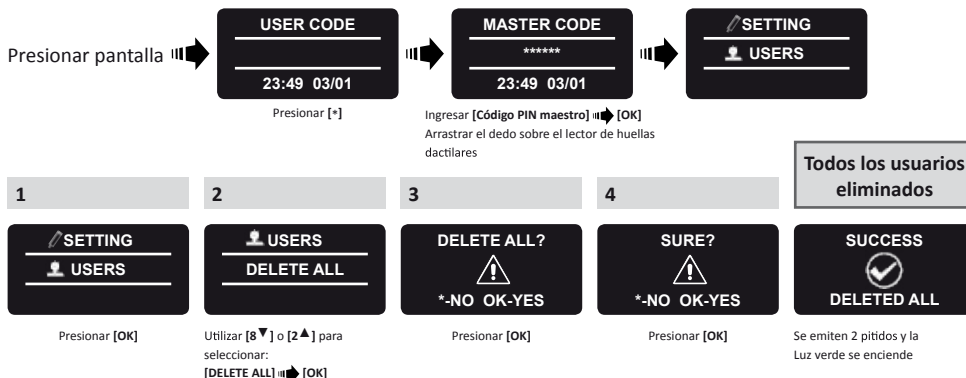 Presionar pantalla
USER CODE
23:49 03/01
Presionar [*]
MASTER CODE
******
23:49 03/01
Ingresar [Código PIN maestro] [OK]
Arrastrar el dedo sobre el lector de huellas
dactilares
SETTING
USERS
Todos los usuarios
eliminados
1
2
3
4
SETTING
USERS
Presionar [OK]
USERS
DELETE ALL
Utilizar [8▼] o [2▲] para
seleccionar:
[DELETE ALL] [OK]
DELETE ALL?
*-NO OK-YES
Presionar [OK]
SURE?
*-NO OK-YES
Presionar [OK]
SUCCESS
DELETED ALL
Se emiten 2 pitidos y la
Luz verde se enciende